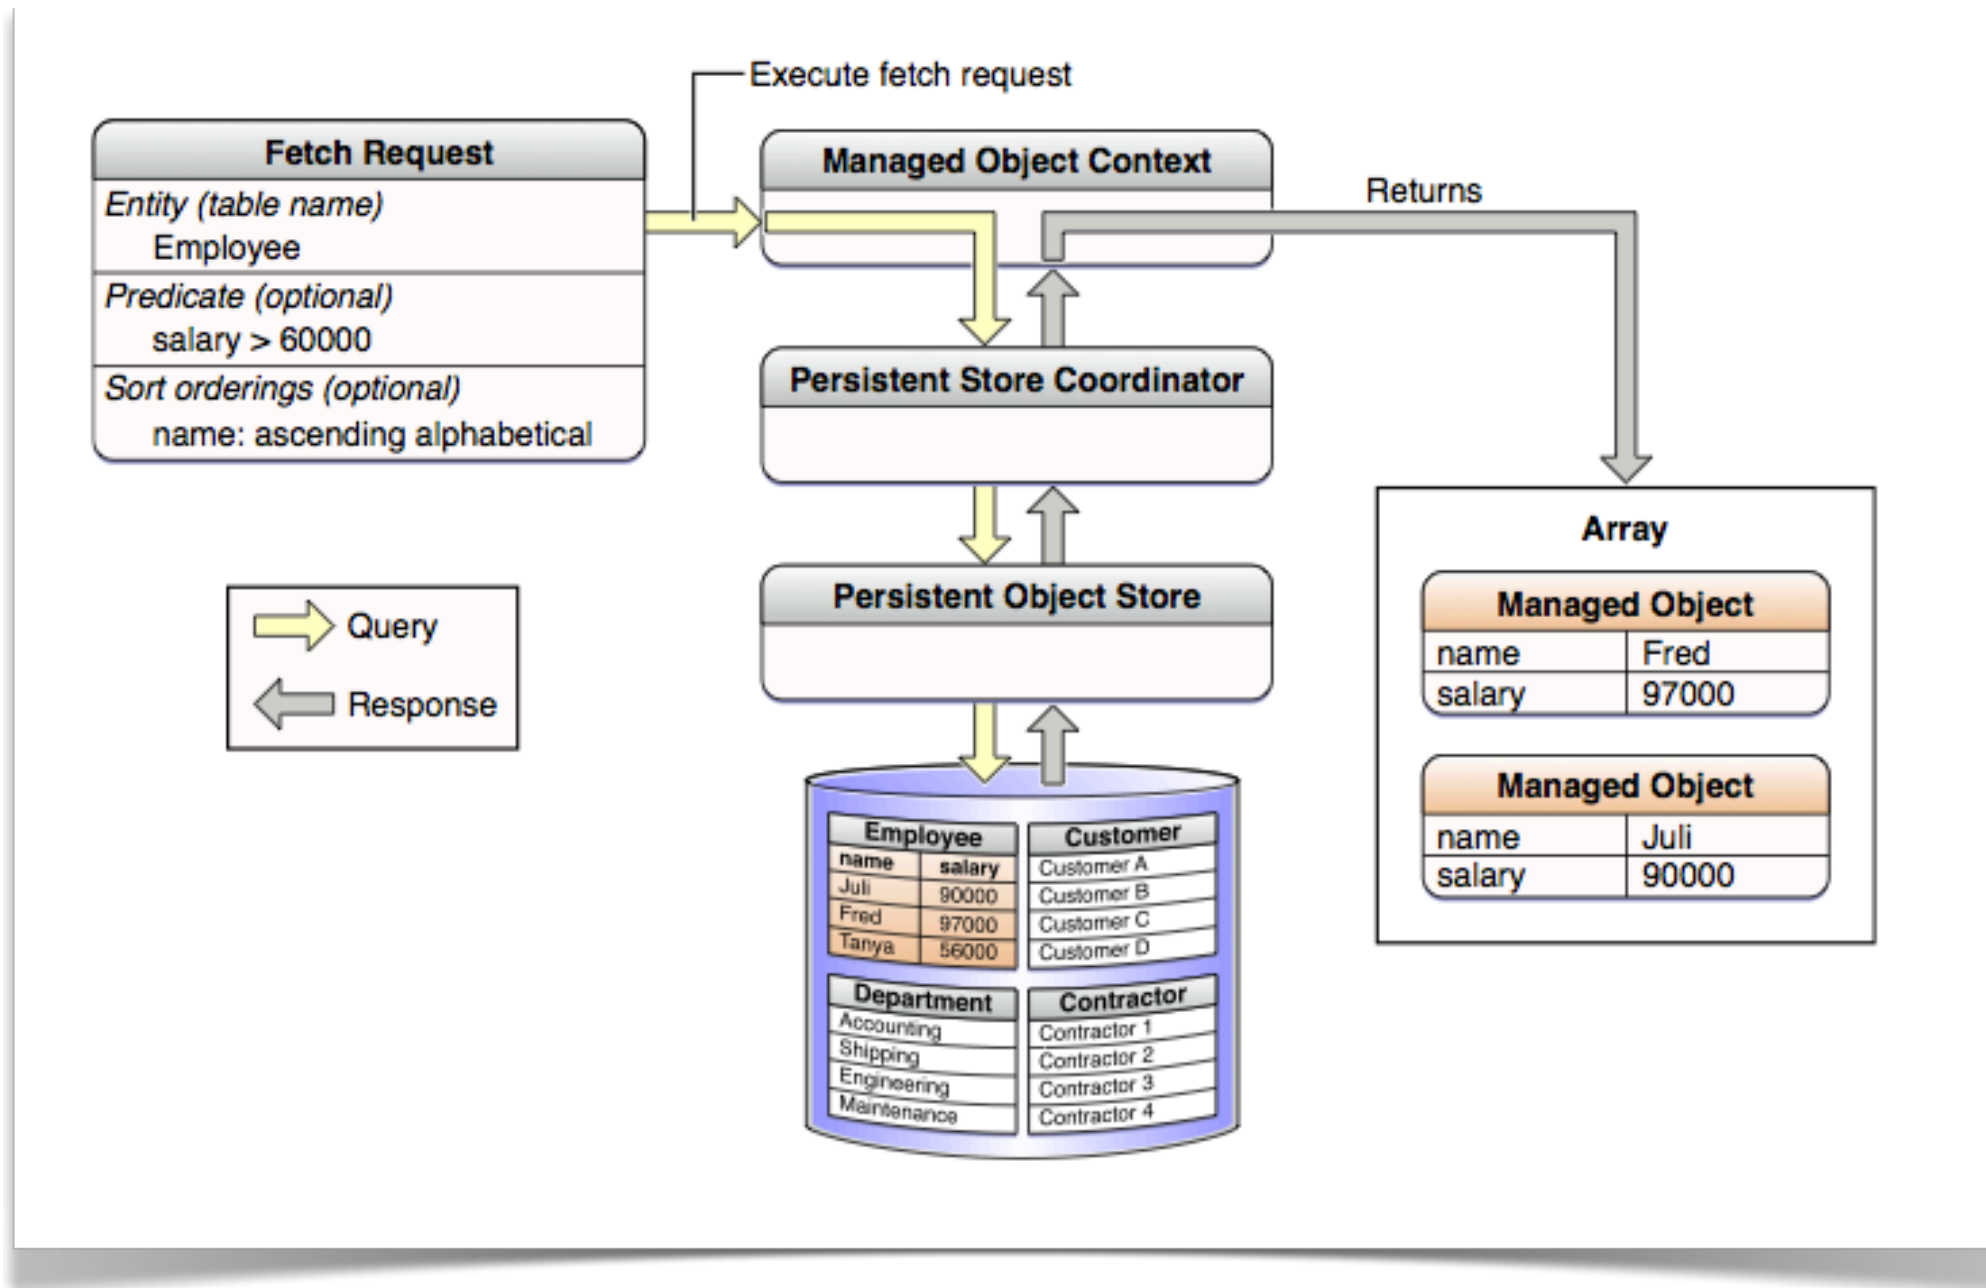 Execute fetch request
Fetch Request
Entity (table name)
Employee
Predicate (optional)
salary > 60000
Sort orderings (optional)
name: ascending alphabetical
Managed Object Context
Returns
Persistent Store Coordinator
Persistent Object Store
Query
Response
Employee
name salary
Juli 90000
Fred 97000
Tanya 56000
Customer
Customer A
Customer B
Customer C
Customer D
Department
Accounting
Shipping
Engineering
Maintenance
Contractor
Contractor 1
Contractor 2
Contractor 3
Contractor 4
Array
Managed Object
name Fred
salary 97000
Managed Object
name Juli
salary 90000